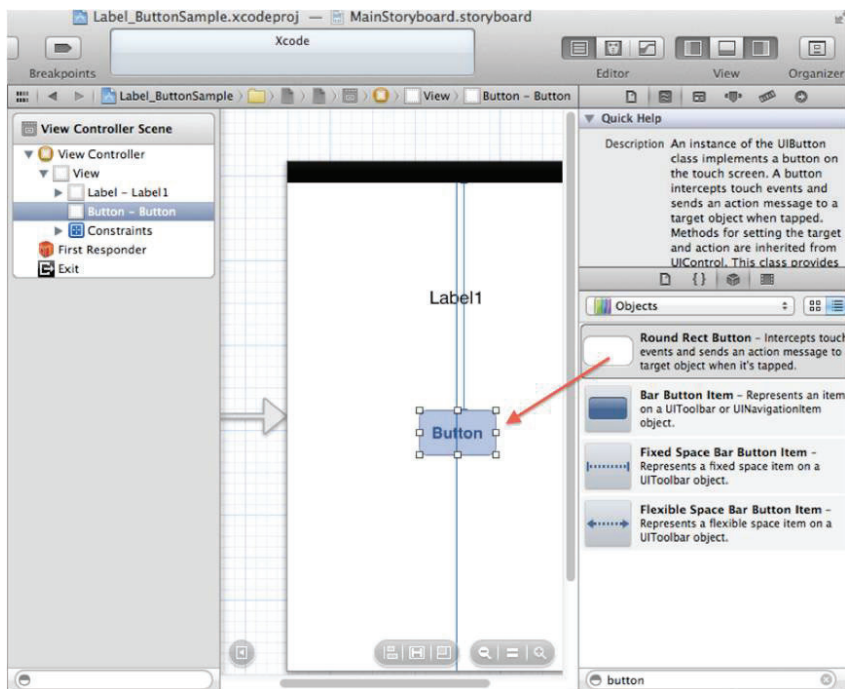 Label_ButtonSample.xcodeproj — MainStoryboard.storyboard
Xcode
Breakpoints
Editor
View
Organizer
Label_ButtonSample
View
Button – Button
View Controller Scene
View Controller
View
Label – Label1
Button – Button
Constraints
First Responder
Exit
Label1
Button
Quick Help
Description An instance of the UIButton
class implements a button on
the touch screen. A button
intercepts touch events and
sends an action message to a
target object when tapped.
Methods for setting the target
and action are inherited from
UIControl. This class provides
{}
Objects
Round Rect Button – Intercepts touch
events and sends an action message to
target object when it's tapped.
Bar Button Item – Represents an item
on a UIToolbar or UINavigationItem
object.
Fixed Space Bar Button Item –
Represents a fixed space item on a
UIToolbar object.
Flexible Space Bar Button Item –
Represents a flexible space item on a
UIToolbar object.
button